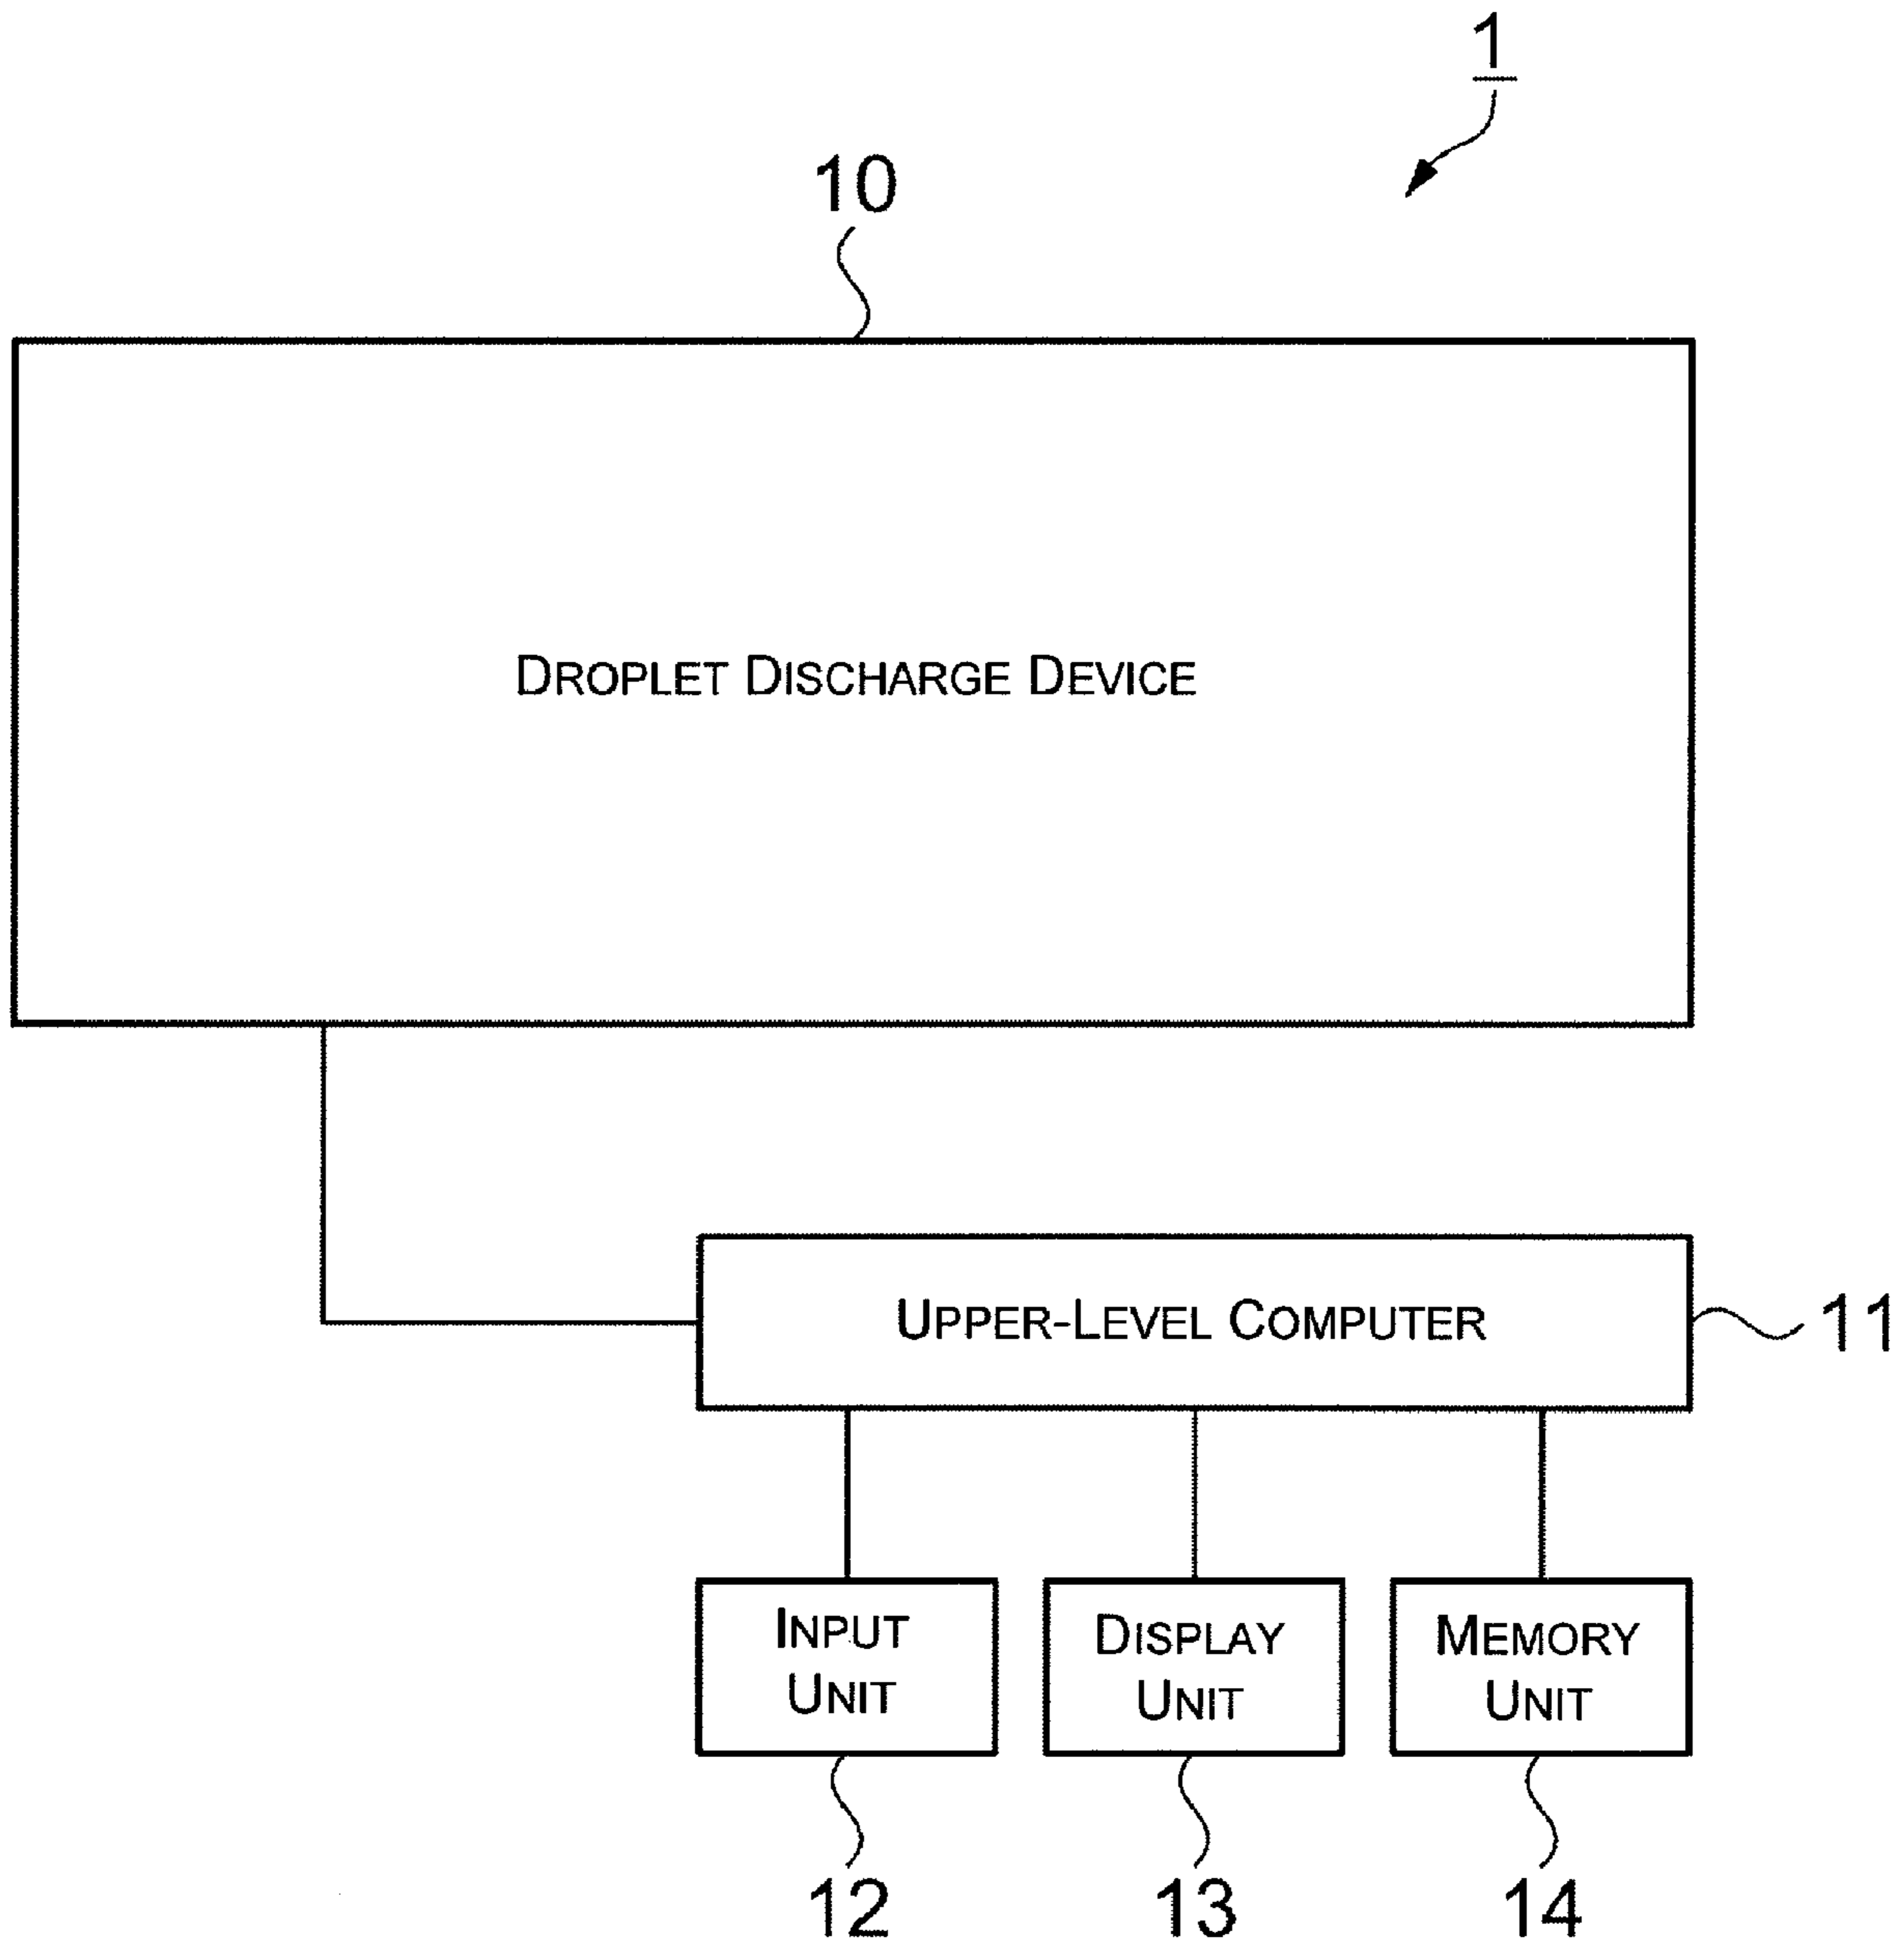 1
10
DROPLET DISCHARGE DEVICE
UPPER-LEVEL COMPUTER
11
INPUT
UNIT
DISPLAY
UNIT
MEMORY
UNIT
12
13
14